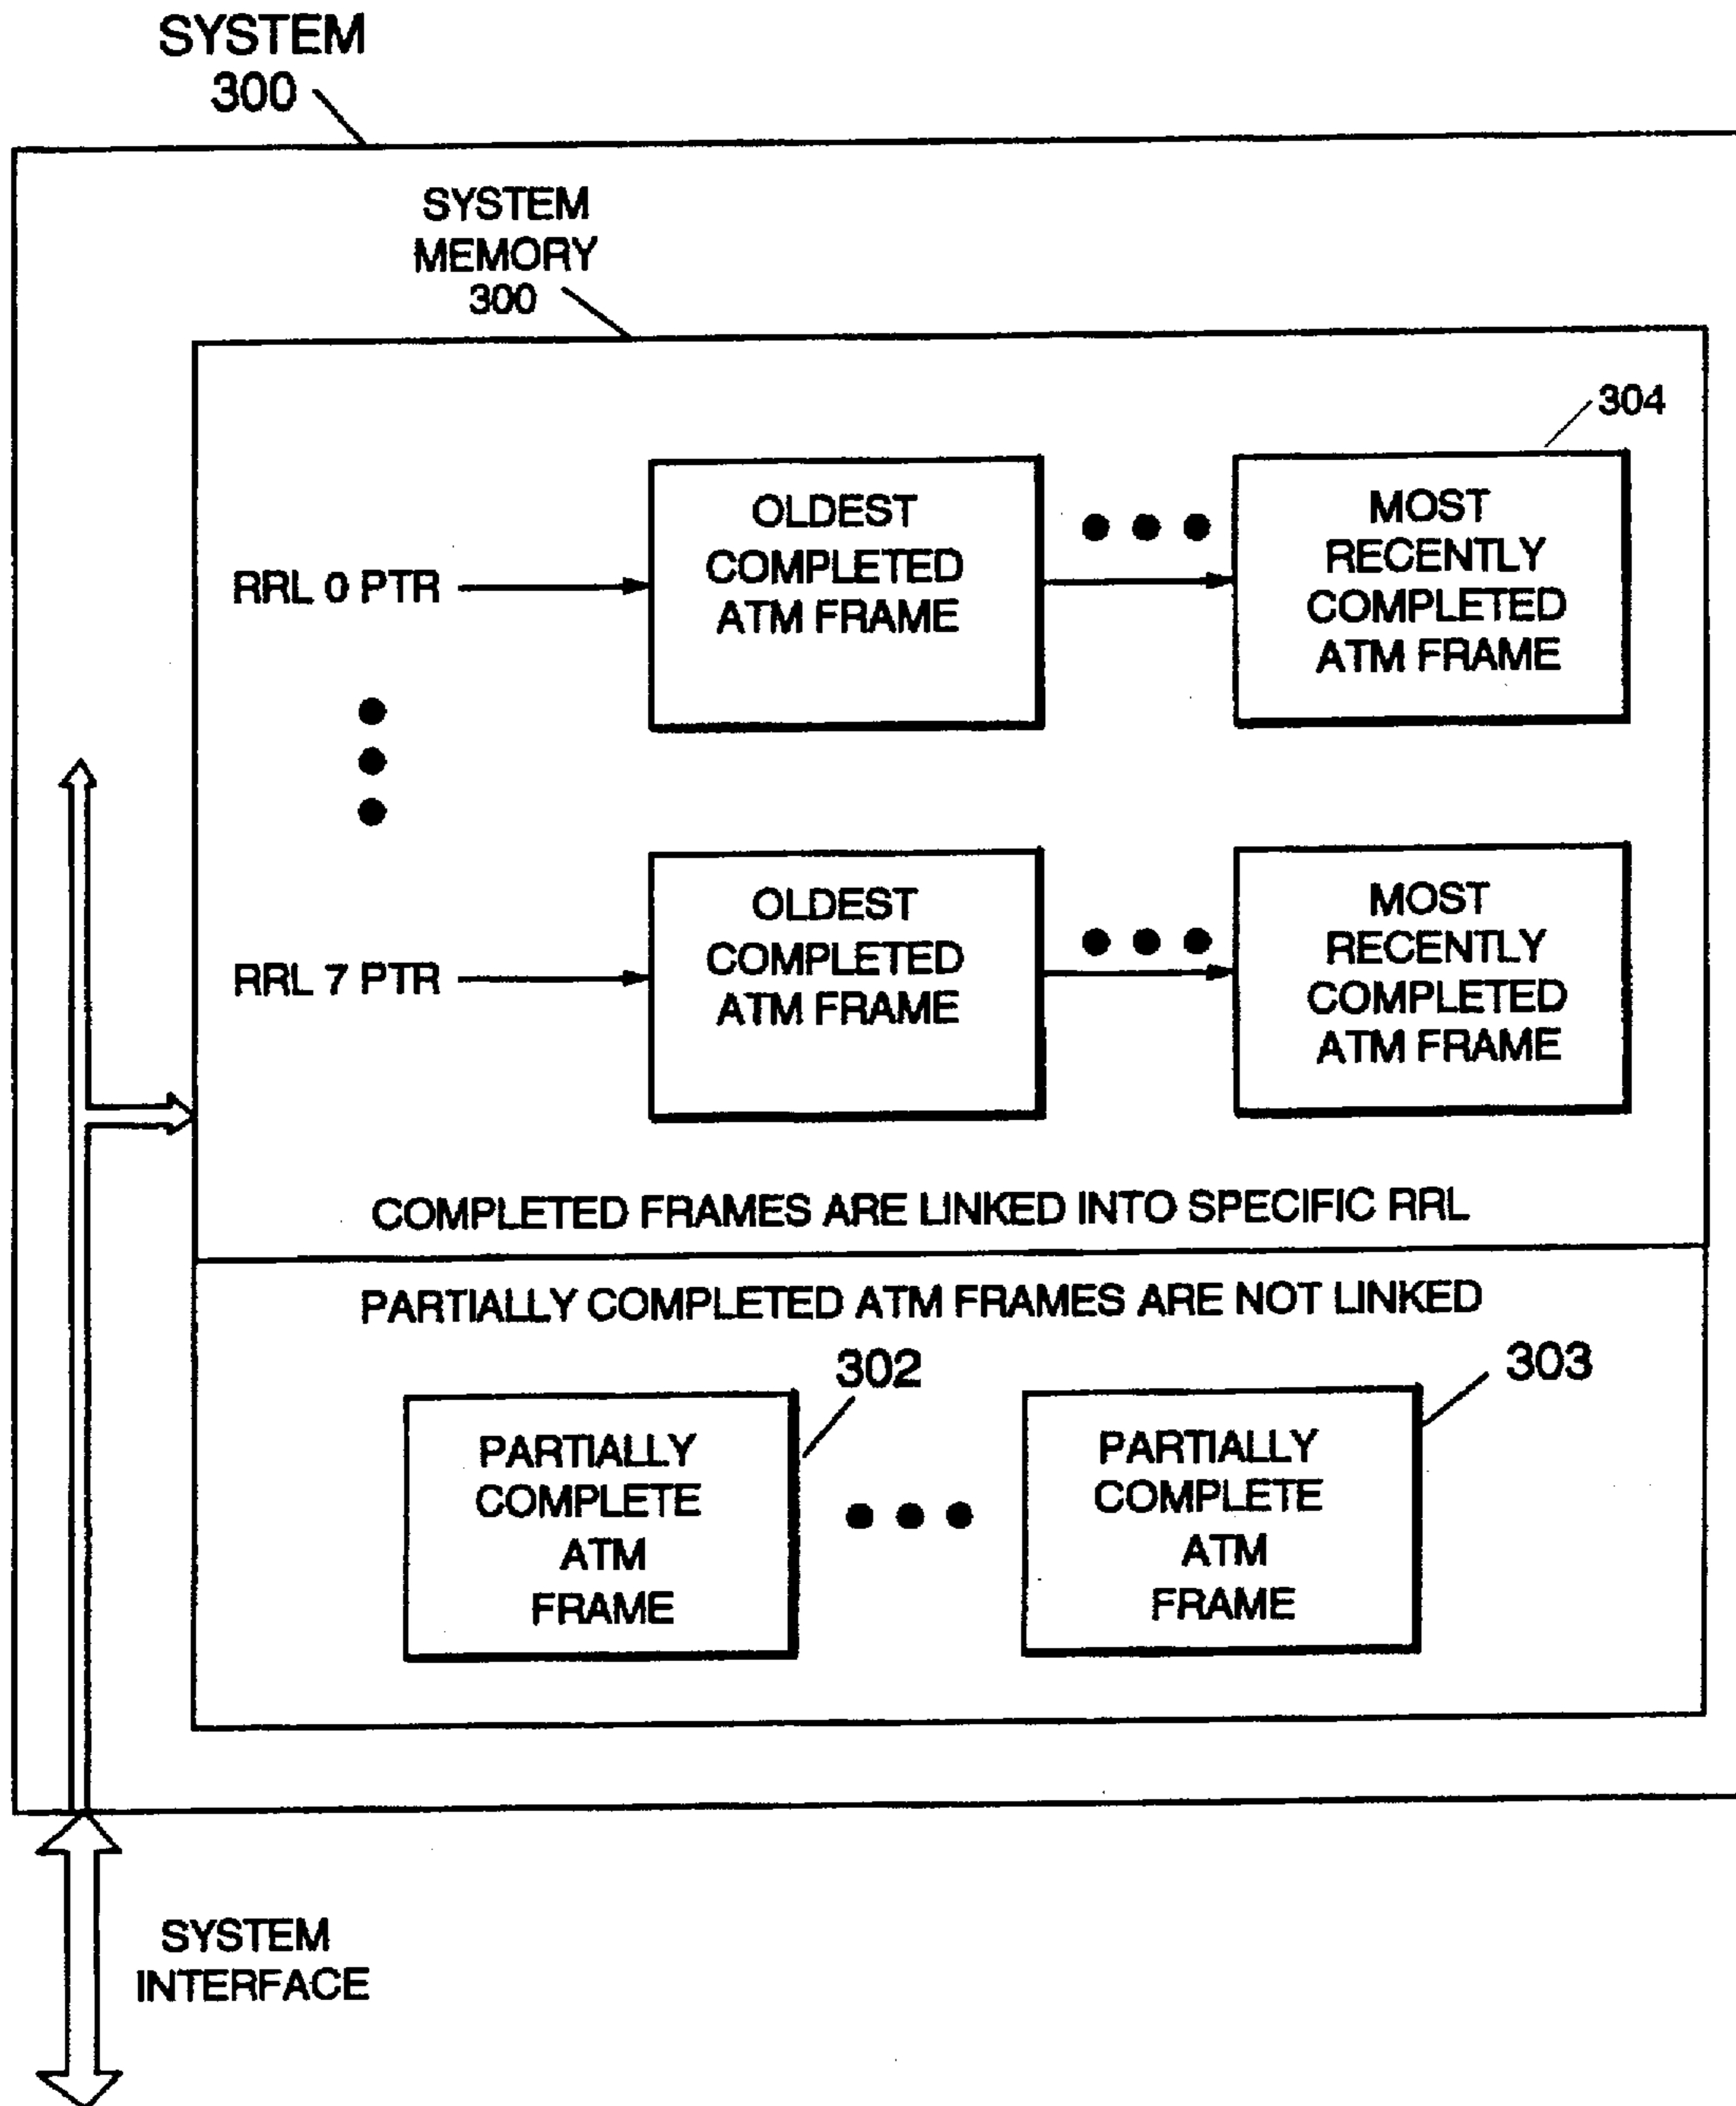 SYSTEM
300
SYSTEM
MEMORY
300
304
OLDEST
COMPLETED
ATM FRAME
MOST
RECENTLY
COMPLETED
ATM FRAME
RRL 0 PTR
OLDEST
COMPLETED
ATM FRAME
MOST
RECENTLY
COMPLETED
ATM FRAME
RRL 7 PTR
COMPLETED FRAMES ARE LINKED INTO SPECIFIC RRL
PARTIALLY COMPLETED ATM FRAMES ARE NOT LINKED
302
303
PARTIALLY
COMPLETE
ATM
FRAME
PARTIALLY
COMPLETE
ATM
FRAME
SYSTEM
INTERFACE